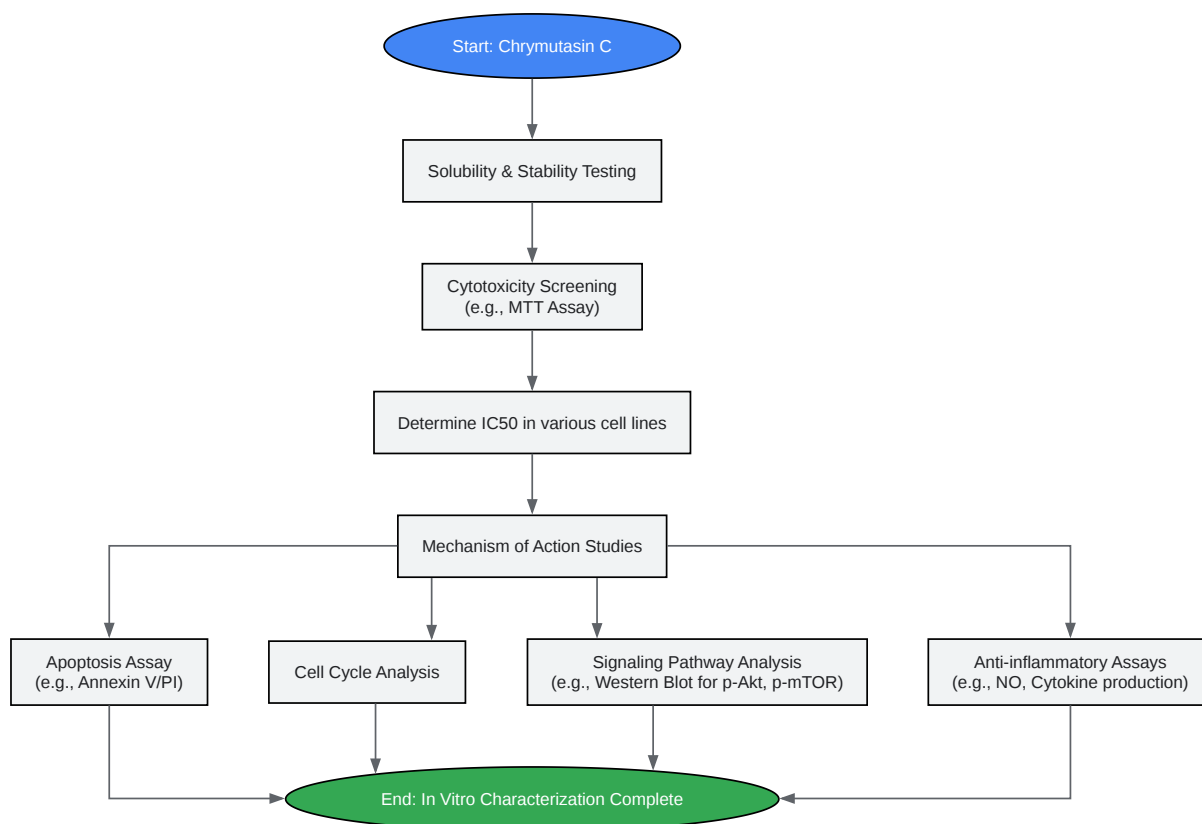 Start: Chrymutasin C
Solubility & Stability Testing
Cytotoxicity Screening
(e.g., MTT Assay)
Determine IC50 in various cell lines
Mechanism of Action Studies
Apoptosis Assay
(e.g., Annexin V/PI)
Cell Cycle Analysis
Signaling Pathway Analysis
(e.g., Western Blot for p-Akt, p-mTOR)
Anti-inflammatory Assays
(e.g., NO, Cytokine production)
End: In Vitro Characterization Complete